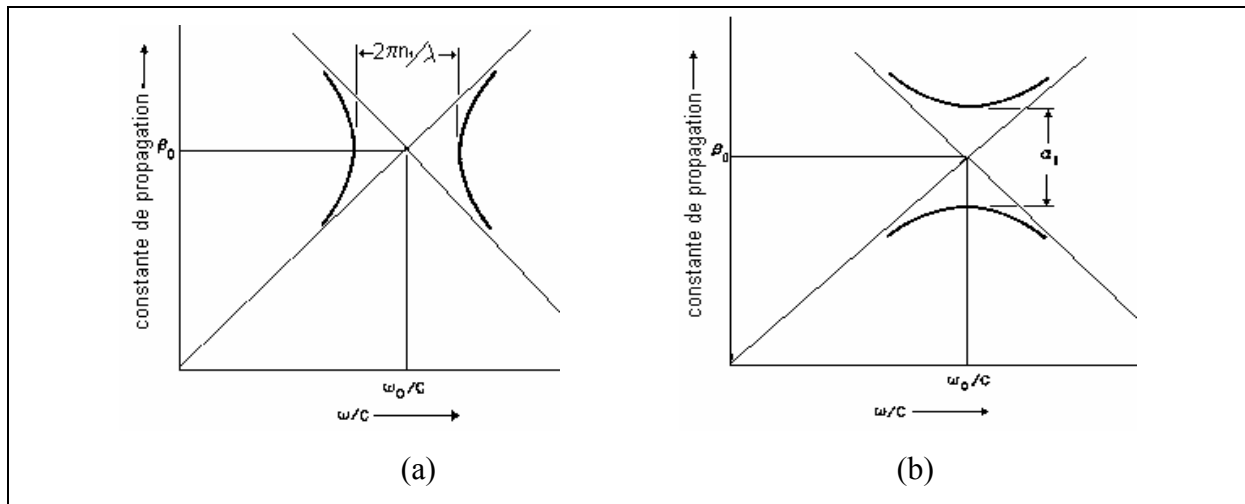 2πn₁/λ
constante de propagation
β₀
ω₀/c
ω/c
(a)
constante de propagation
β₀
α₁
ω₀/c
ω/c
(b)